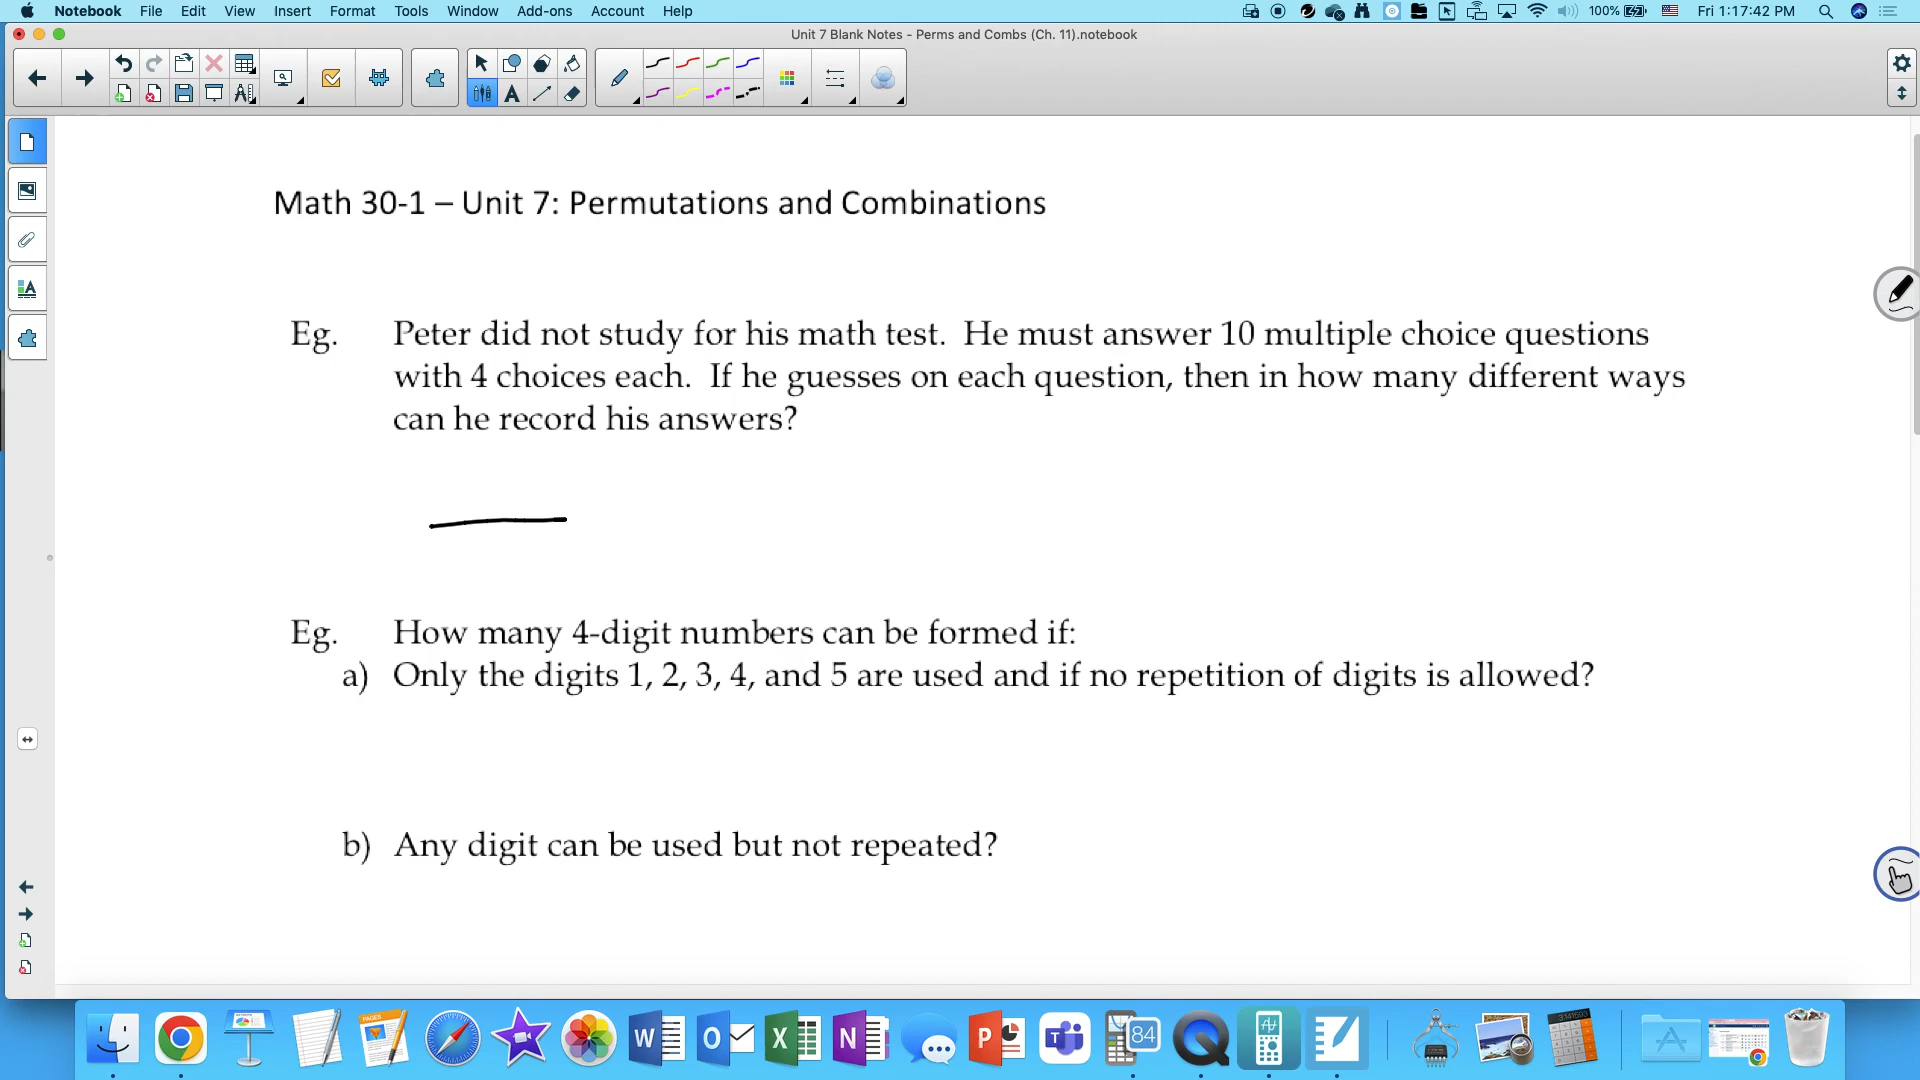 Notebook File Edit View Insert Format Tools Window Add-ons Account Help 100% Fri 1:17:42 PM
Unit 7 Blank Notes - Perms and Combs (Ch. 11).notebook
Math 30-1 – Unit 7: Permutations and Combinations
Eg. Peter did not study for his math test. He must answer 10 multiple choice questions
with 4 choices each. If he guesses on each question, then in how many different ways
can he record his answers?
Eg. How many 4-digit numbers can be formed if:
a) Only the digits 1, 2, 3, 4, and 5 are used and if no repetition of digits is allowed?
b) Any digit can be used but not repeated?
PAGES W O X N P 84